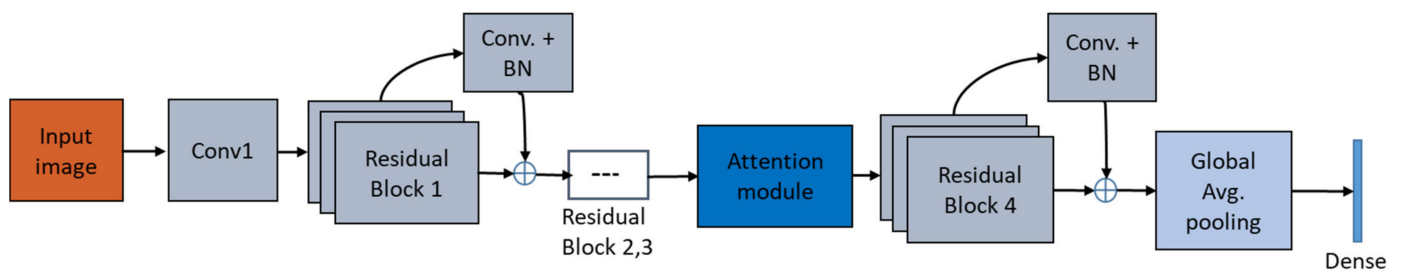 Input
image
Conv1
Residual
Block 1
Conv. +
BN
---
Residual
Block 2,3
Attention
module
Residual
Block 4
Conv. +
BN
Global
Avg.
pooling
Dense